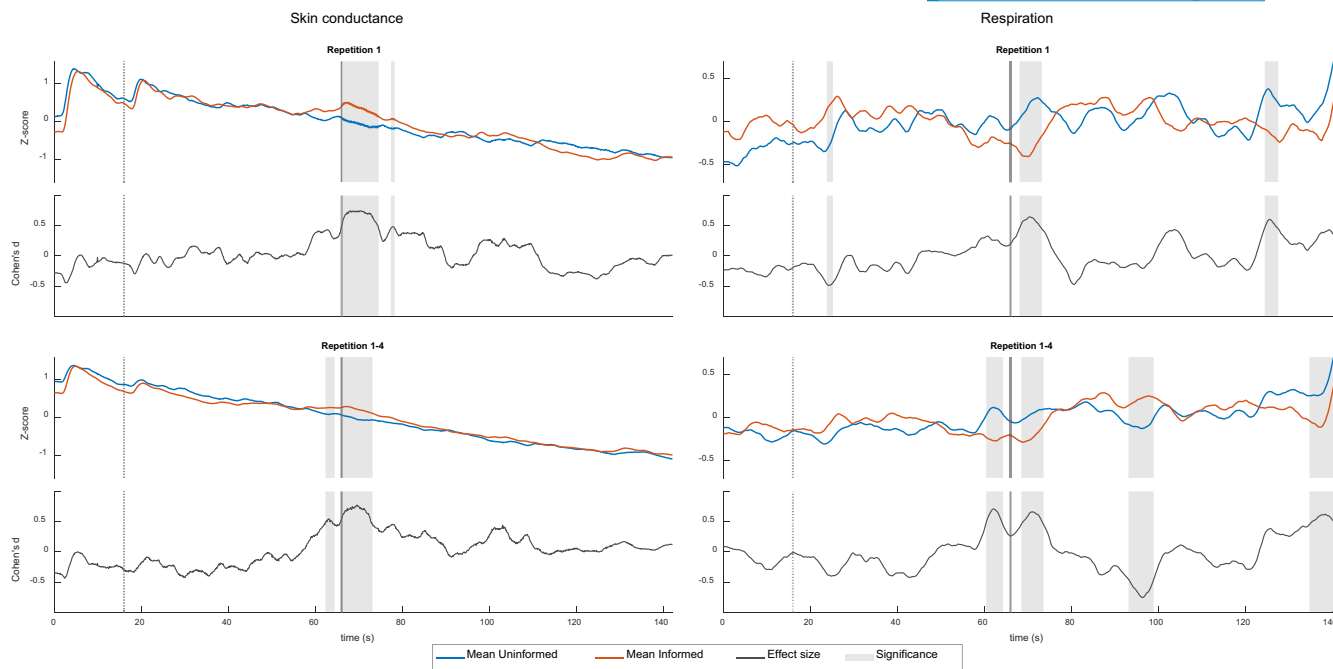 Skin conductance
Respiration
Repetition 1
Z-score
1
0
-1
Cohen's d
0.5
0
-0.5
Repetition 1
0.5
0
-0.5
0.5
0
-0.5
Repetition 1-4
Z-score
1
0
-1
Cohen's d
0.5
0
-0.5
0 20 40 60 80 100 120 140
time (s)
Repetition 1-4
0.5
0
-0.5
0.5
0
-0.5
0 20 40 60 80 100 120
time (s)
Mean Uninformed Mean Informed Effect size Significance